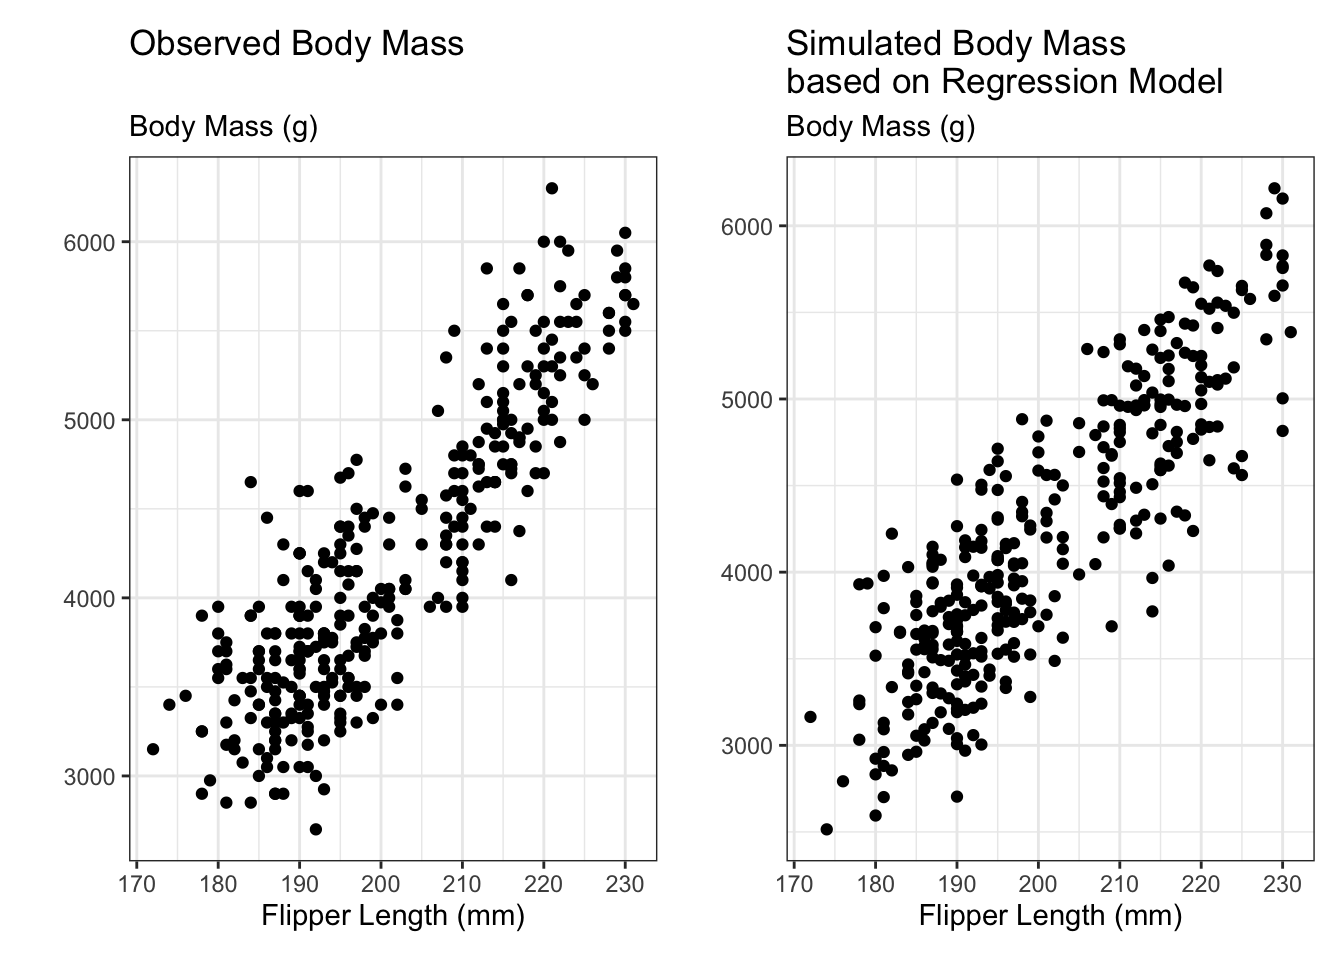 Observed Body Mass
Body Mass (g)
6000
5000
4000
3000
170 180 190 200 210 220 230
Flipper Length (mm)
Simulated Body Mass
based on Regression Model
Body Mass (g)
6000
5000
4000
3000
170 180 190 200 210 220 230
Flipper Length (mm)